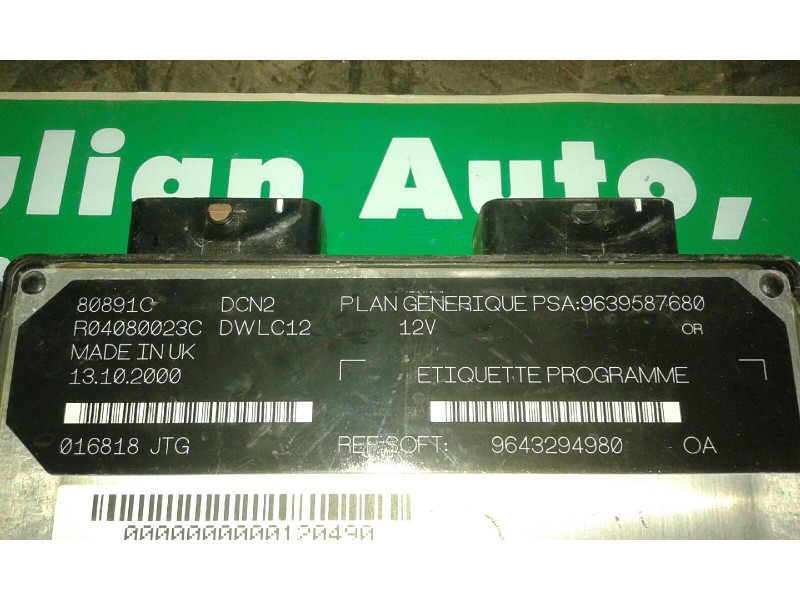 ulian Auto,
80891C DCN2 PLAN GENERIQUE PSA:9639587680
R04080023C DWLC12 12V OR
MADE IN UK
13.10.2000 ETIQUETTE PROGRAMME
016818 JTG REF SOFT: 9643294980 OA
0000000000120490